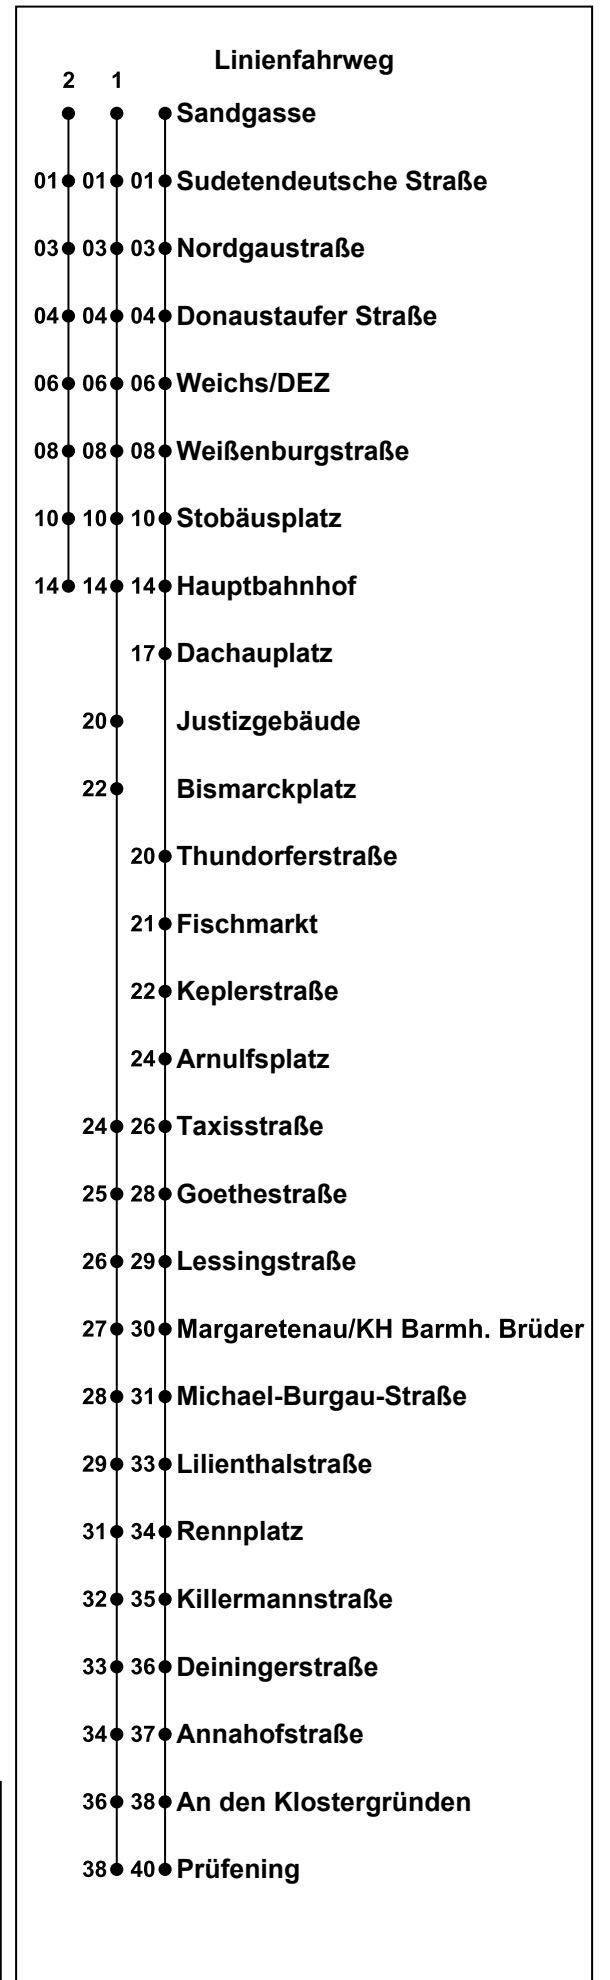 Linienfahrweg
2 1
Sandgasse
01 01 01 Sudetendeutsche Straße
03 03 03 Nordgaustraße
04 04 04 Donaustaufer Straße
06 06 06 Weichs/DEZ
08 08 08 Weißenburgstraße
10 10 10 Stobäusplatz
14 14 14 Hauptbahnhof
17 Dachauplatz
20 Justizgebäude
22 Bismarckplatz
20 Thundorferstraße
21 Fischmarkt
22 Keplerstraße
24 Arnulfsplatz
24 26 Taxisstraße
25 28 Goethestraße
26 29 Lessingstraße
27 30 Margaretenau/KH Barmh. Brüder
28 31 Michael-Burgau-Straße
29 33 Lilienthalstraße
31 34 Rennplatz
32 35 Killermannstraße
33 36 Deiningerstraße
34 37 Annahofstraße
36 38 An den Klostergründen
38 40 Prüfening